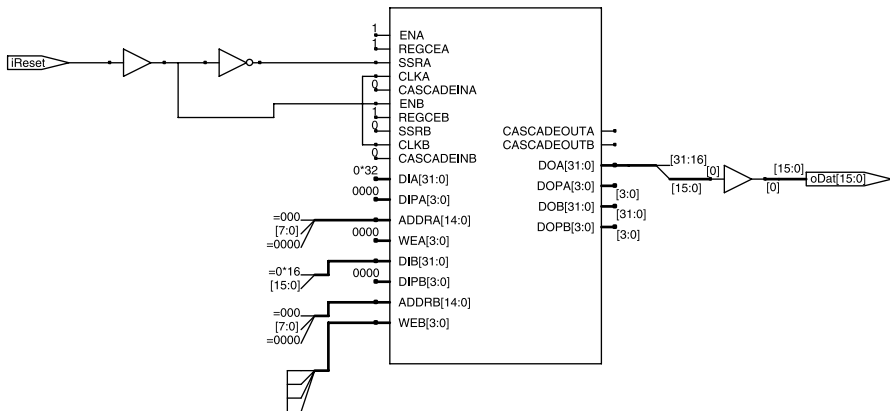 1
ENA
1
REGCEA
iReset
SSRA
CLKA
0
CASCADEINA
ENB
1
REGCEB
0
SSRB
CLKB
0
CASCADEINB
CASCADEOUTA
CASCADEOUTB
0*32
DIA[31:0]
DOA[31:0]
[31:16]
[15:0]
[0]
[15:0]
[0]
oDat[15:0]
0000
DIPA[3:0]
DOPA[3:0]
[3:0]
=000
[7:0]
=0000
ADDRA[14:0]
DOB[31:0]
[31:0]
0000
WEA[3:0]
DOPB[3:0]
[3:0]
=0*16
[15:0]
DIB[31:0]
0000
DIPB[3:0]
=000
[7:0]
=0000
ADDRB[14:0]
WEB[3:0]